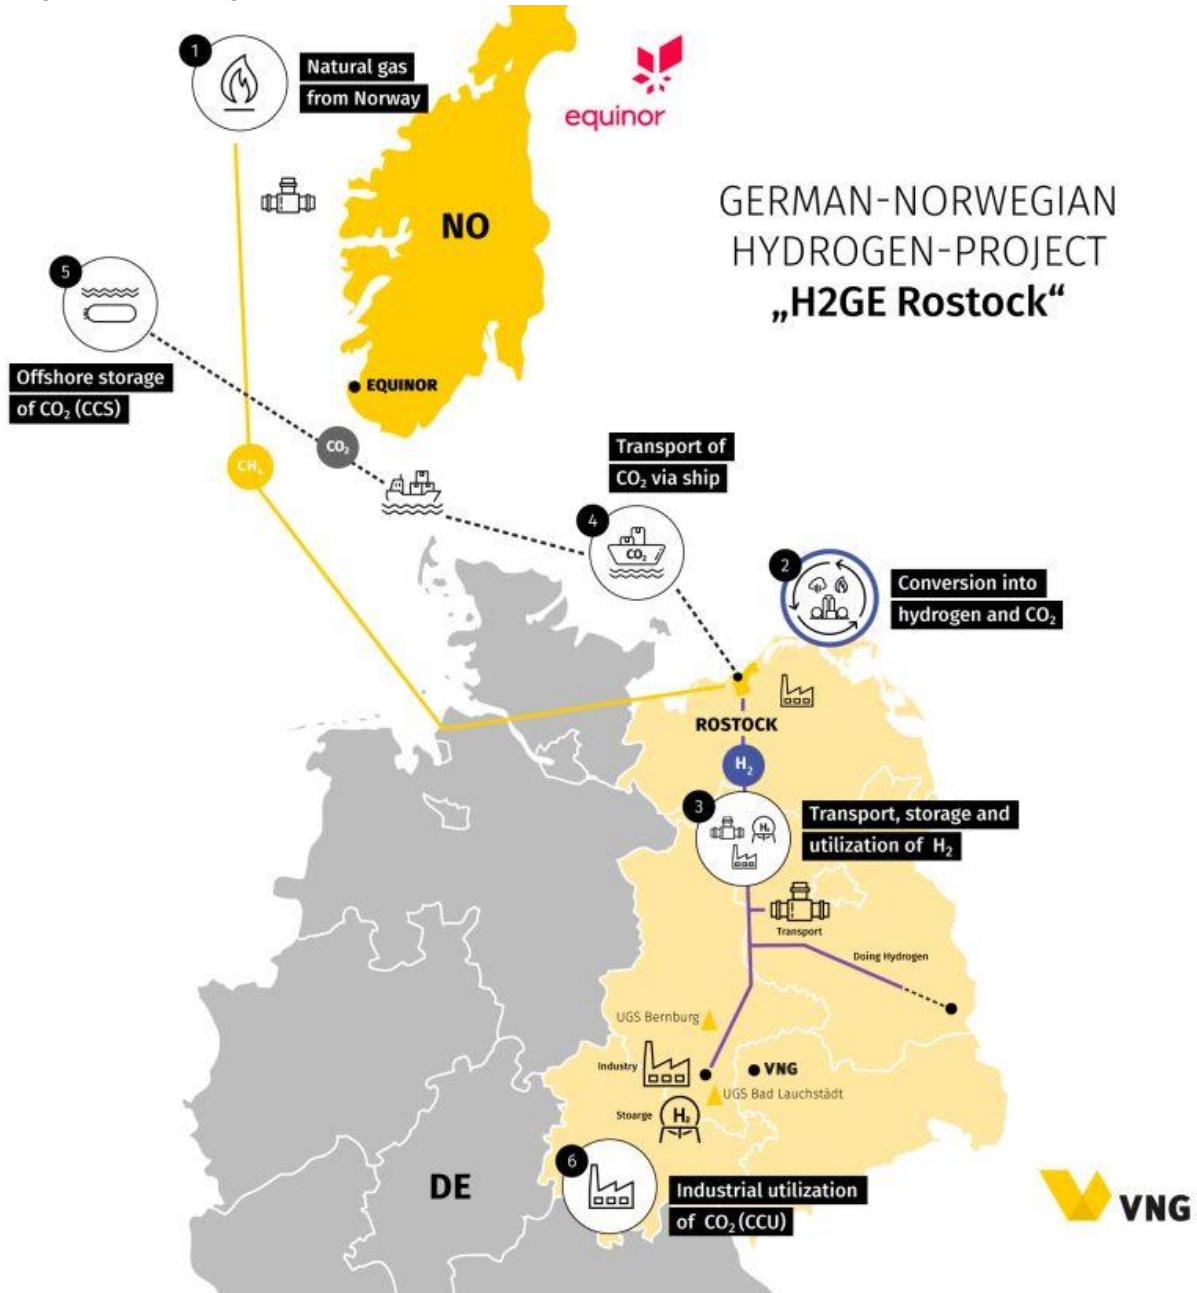 1
Natural gas
from Norway
equinor
GERMAN-NORWEGIAN
HYDROGEN-PROJECT
„H2GE Rostock“
NO
5
Offshore storage
of CO₂ (CCS)
EQUINOR
CO₂
CH₄
Transport of
CO₂ via ship
4
CO₂
2
Conversion into
hydrogen and CO₂
ROSTOCK
H₂
3
H₂
Transport, storage and
utilization of H₂
Transport
Doing Hydrogen
UGS Bernburg
Industry
VNG
UGS Bad Lauchstädt
Stoarge
H₂
6
DE
Industrial utilization
of CO₂ (CCU)
VNG